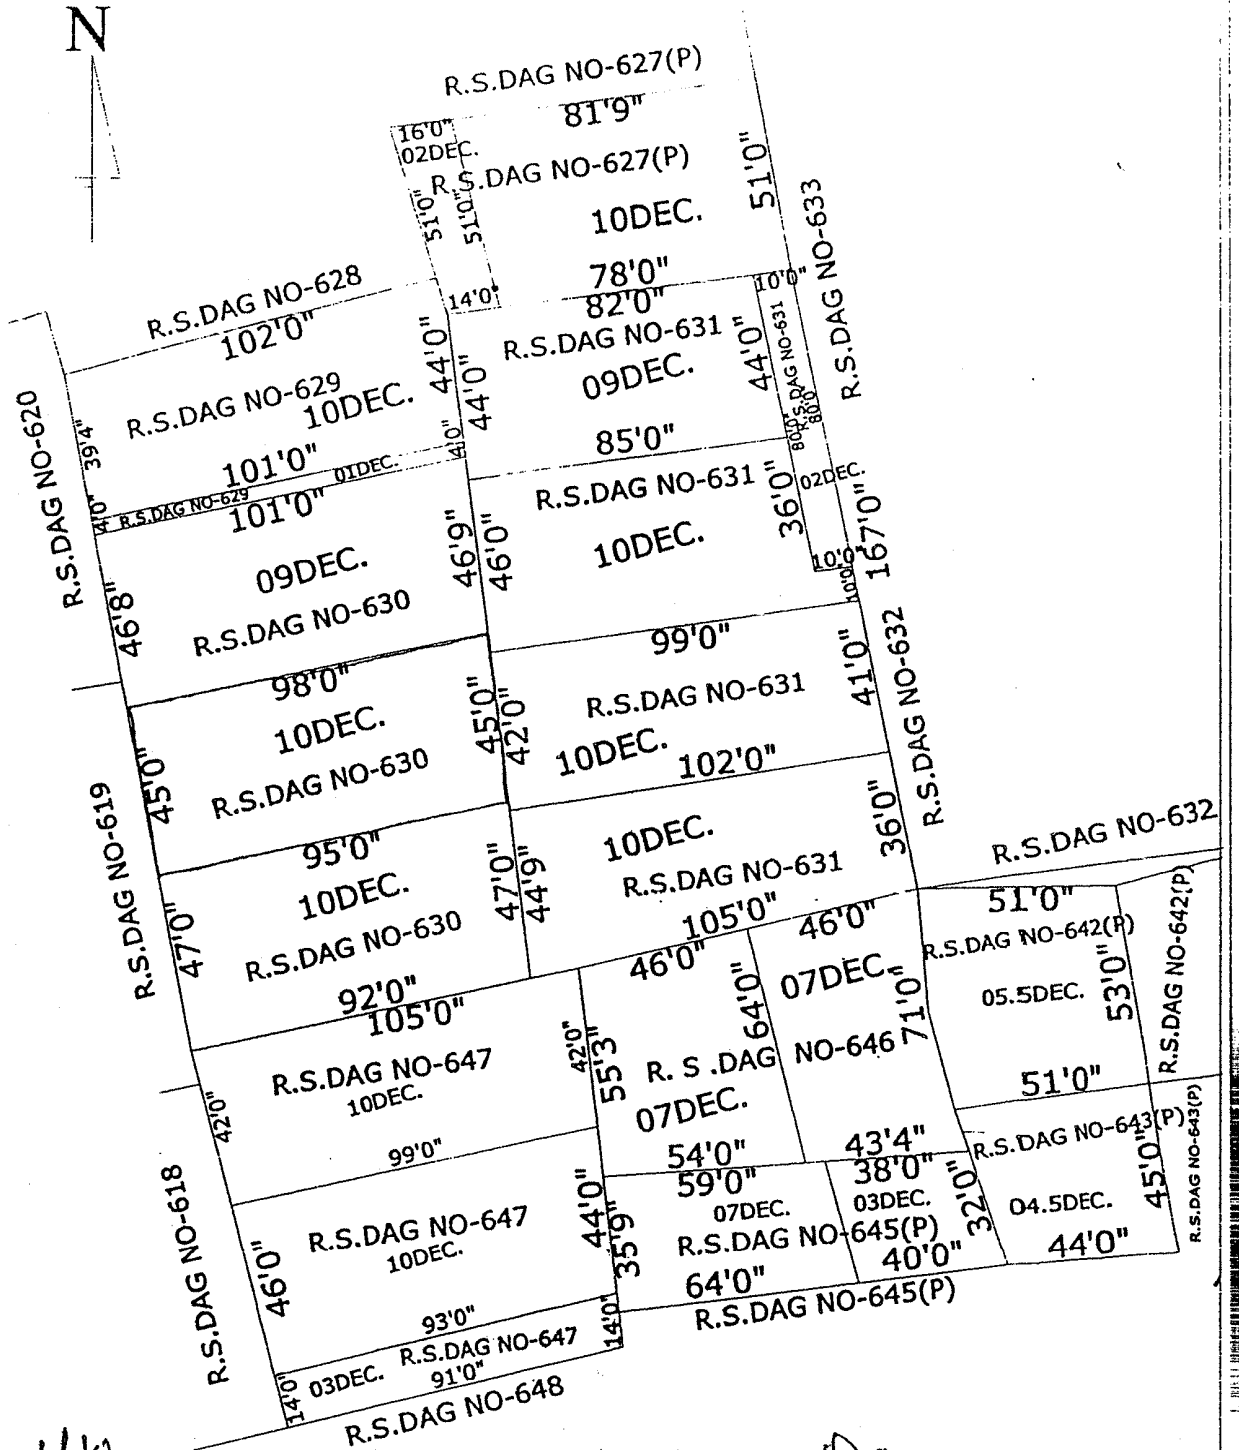 N
R.S.DAG NO-627(P)
81'9"
16'0"
02DEC.
R.S.DAG NO-627(P)
51'0"
51'0"
51'0"
10DEC.
78'0"
R.S.DAG NO-633
R.S.DAG NO-628
102'0"
14'0"
82'0"
10'0"
R.S.DAG NO-631
09DEC.
44'0"
44'0"
44'0"
R.S.DAG NO-631
80'0"
80'0"
85'0"
R.S.DAG NO-620
39'4"
R.S.DAG NO-629
10DEC.
101'0"
01DEC.
4'0"
4'0"
R.S.DAG NO-629
101'0"
09DEC.
R.S.DAG NO-630
46'8"
46'9"
46'0"
R.S.DAG NO-631
10DEC.
36'0"
02DEC.
10'0"
10'0"
167'0"
99'0"
98'0"
10DEC.
R.S.DAG NO-630
45'0"
45'0"
42'0"
R.S.DAG NO-631
10DEC.
102'0"
41'0"
R.S.DAG NO-632
R.S.DAG NO-619
95'0"
10DEC.
R.S.DAG NO-630
47'0"
47'0"
44'9"
92'0"
10DEC.
R.S.DAG NO-631
105'0"
36'0"
R.S.DAG NO-632
51'0"
R.S.DAG NO-642(P)
05.5DEC.
53'0"
R.S.DAG NO-642(P)
51'0"
46'0"
46'0"
07DEC.
64'0"
71'0"
R. S .DAG NO-646
07DEC.
55'3"
54'0"
43'4"
105'0"
R.S.DAG NO-647
10DEC.
42'0"
42'0"
99'0"
R.S.DAG NO-618
R.S.DAG NO-647
10DEC.
46'0"
44'0"
93'0"
59'0"
07DEC.
38'0"
03DEC.
R.S.DAG NO-645(P)
35'9"
32'0"
64'0"
40'0"
R.S.DAG NO-645(P)
R.S.DAG NO-643(P)
04.5DEC.
45'0"
44'0"
R.S.DAG NO-643(P)
14'0"
14'0"
03DEC.
R.S.DAG NO-647
91'0"
R.S.DAG NO-648